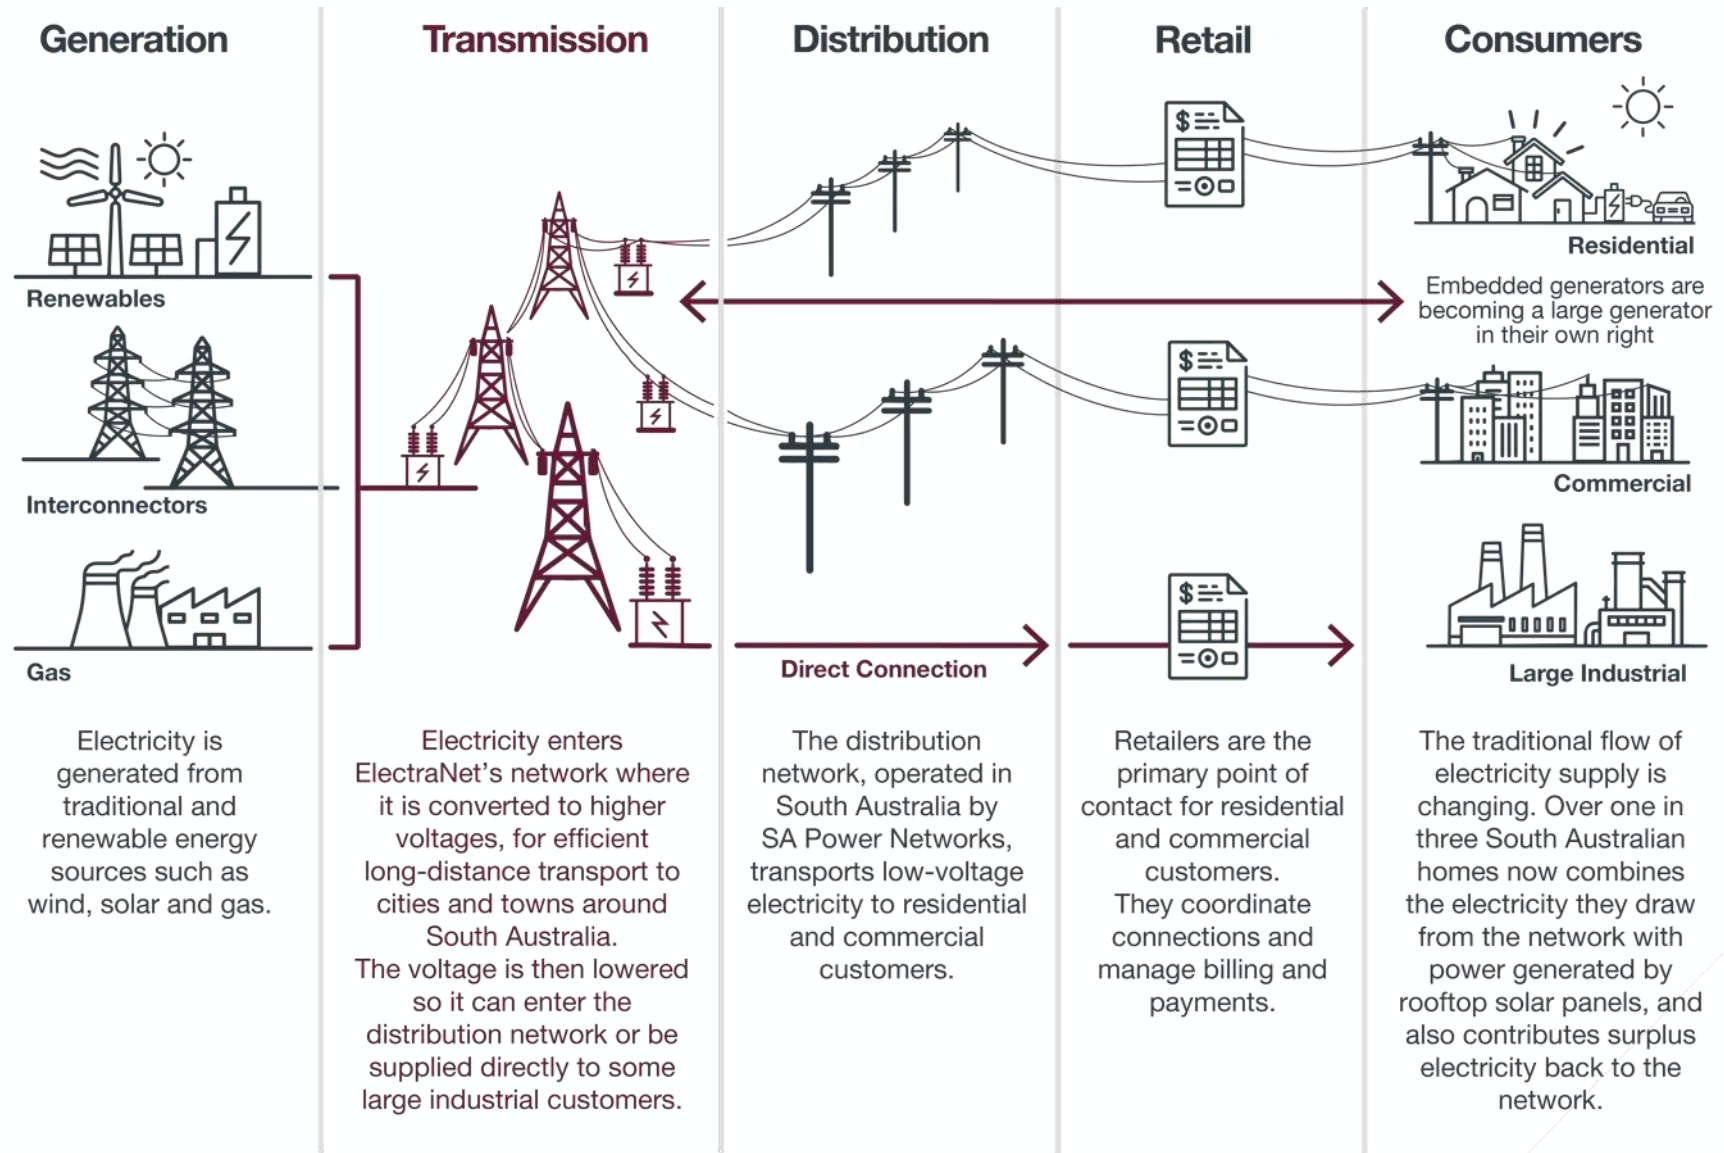 Generation
Transmission
Distribution
Retail
Consumers
Renewables
Interconnectors
Gas
$
$
$
Direct Connection
Residential
Embedded generators are
becoming a large generator
in their own right
Commercial
Large Industrial
Electricity is
generated from
traditional and
renewable energy
sources such as
wind, solar and gas.
Electricity enters
ElectraNet's network where
it is converted to higher
voltages, for efficient
long-distance transport to
cities and towns around
South Australia.
The voltage is then lowered
so it can enter the
distribution network or be
supplied directly to some
large industrial customers.
The distribution
network, operated in
South Australia by
SA Power Networks,
transports low-voltage
electricity to residential
and commercial
customers.
Retailers are the
primary point of
contact for residential
and commercial
customers.
They coordinate
connections and
manage billing and
payments.
The traditional flow of
electricity supply is
changing. Over one in
three South Australian
homes now combines
the electricity they draw
from the network with
power generated by
rooftop solar panels, and
also contributes surplus
electricity back to the
network.